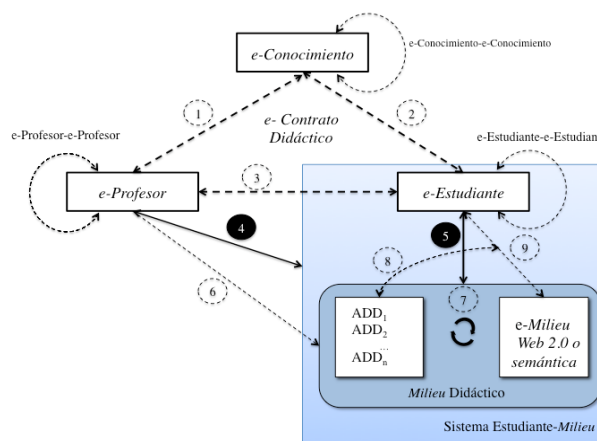 e-Conocimiento
e-Conocimiento-e-Conocimiento
1
2
e- Contrato
Didáctico
e-Profesor-e-Profesor
e-Estudiante-e-Estudian
e-Profesor
3
e-Estudiante
4
5
9
8
6
7
ADD1
ADD2
...
ADDn
e-Milieu
Web 2.0 o
semántica
Milieu Didáctico
Sistema Estudiante-Milieu